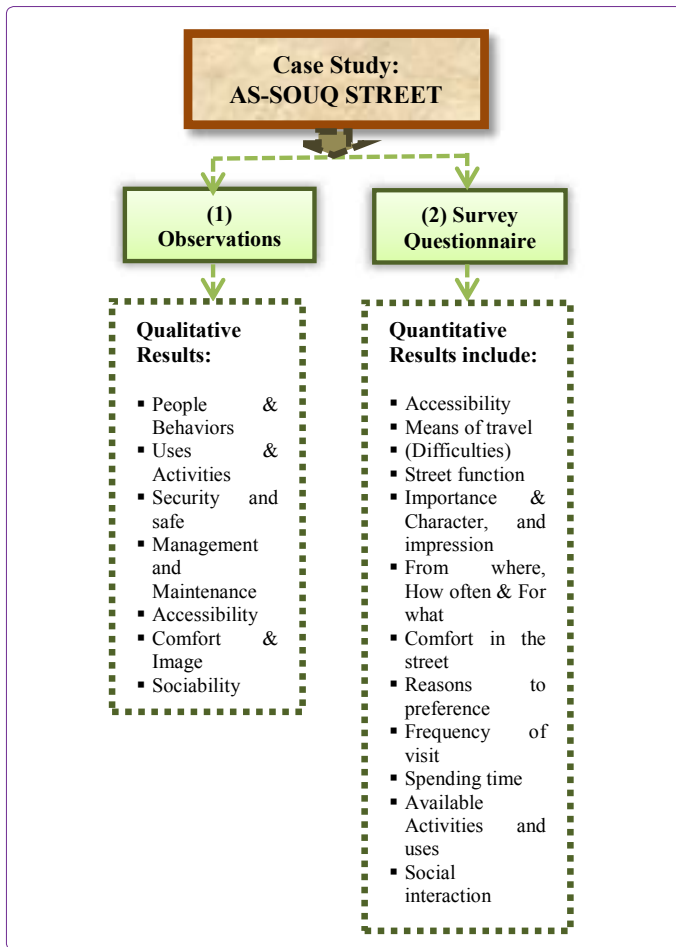 Case Study:
AS-SOUQ STREET
(1)
Observations
(2) Survey
Questionnaire
Qualitative
Results:
▪ People &
Behaviors
▪ Uses &
Activities
▪ Security and
safe
▪ Management
and
Maintenance
▪ Accessibility
▪ Comfort &
Image
▪ Sociability
Quantitative
Results include:
▪ Accessibility
▪ Means of travel
▪ (Difficulties)
▪ Street function
▪ Importance &
Character, and
impression
▪ From where,
How often & For
what
▪ Comfort in the
street
▪ Reasons to
preference
▪ Frequency of
visit
▪ Spending time
▪ Available
Activities and
uses
▪ Social
interaction